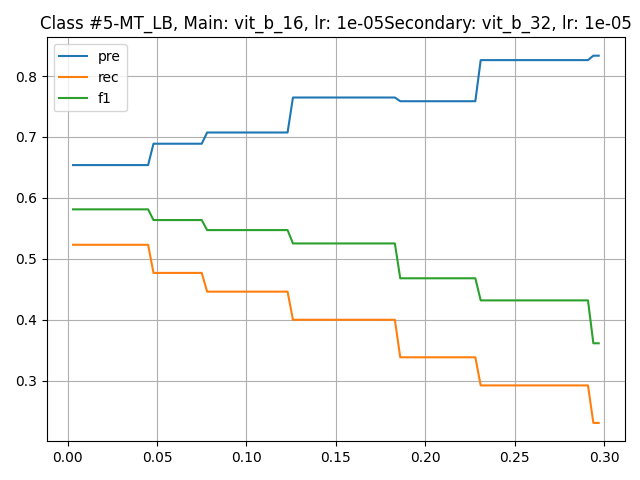 Class #5-MT_LB, Main: vit_b_16, lr: 1e-05Secondary: vit_b_32, lr: 1e-05
pre
rec
f1
0.8
0.7
0.6
0.5
0.4
0.3
0.00 0.05 0.10 0.15 0.20 0.25 0.30